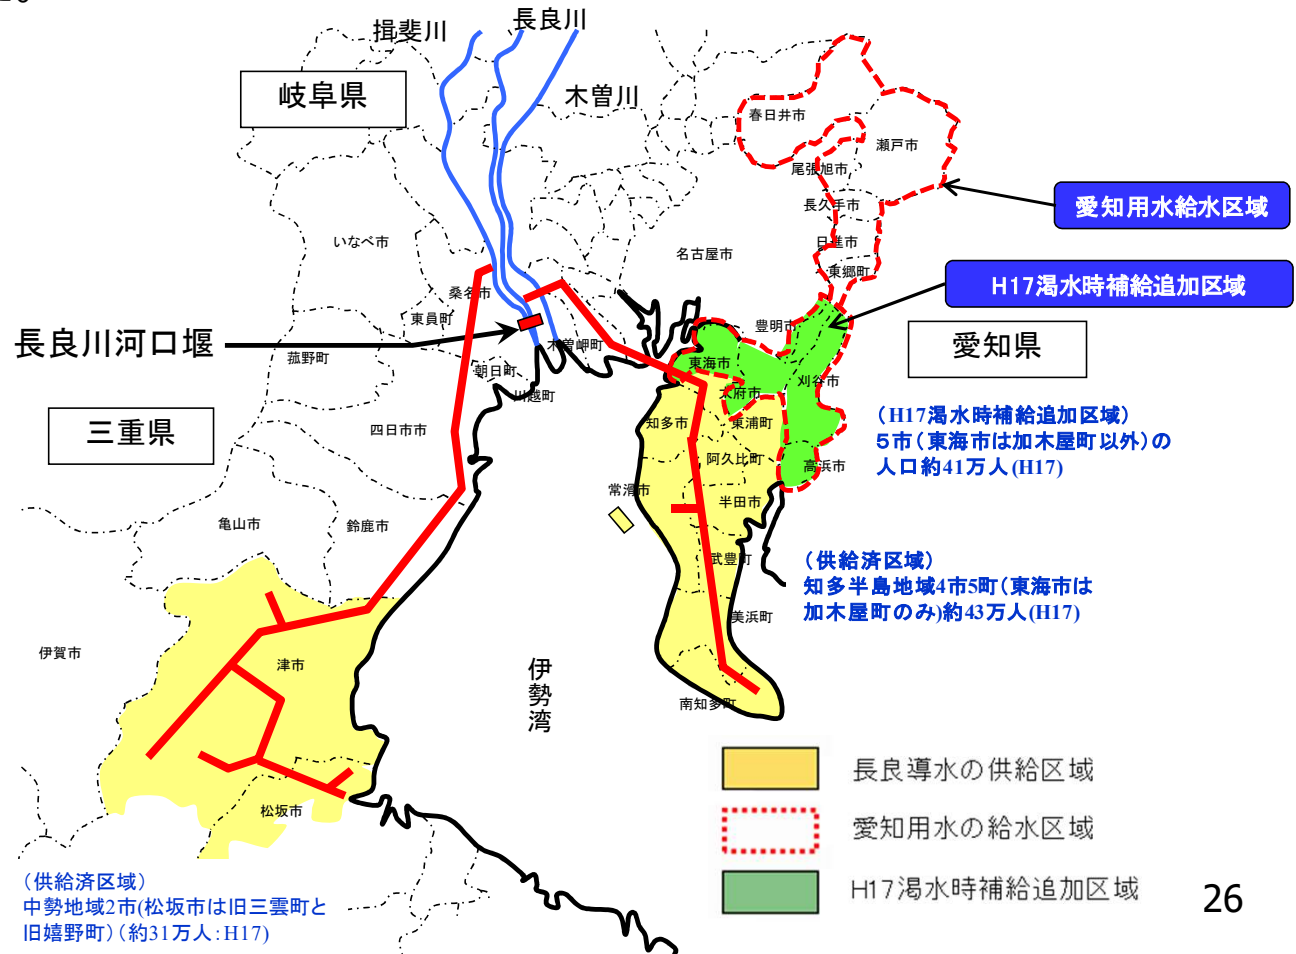 揖斐川
長良川
岐阜県
木曽川
春日井市
瀬戸市
尾張旭市
愛知用水給水区域
長久手市
いなべ市
名古屋市
日進市
東郷町
H17渇水時補給追加区域
桑名市
東員町
豊明市
長良川河口堰
木曽岬町
愛知県
菰野町
朝日町
東海市
刈谷市
川越町
大府市
三重県
四日市市
知多市
東浦町
(H17渇水時補給追加区域)
5市(東海市は加木屋町以外)の
人口約41万人(H17)
阿久比町
高浜市
常滑市
半田市
亀山市
鈴鹿市
武豊町
(供給済区域)
知多半島地域4市5町(東海市は
加木屋町のみ)約43万人(H17)
美浜町
伊賀市
津市
伊勢湾
南知多町
長良導水の供給区域
松坂市
愛知用水の給水区域
(供給済区域)
中勢地域2市(松坂市は旧三雲町と
旧嬉野町)(約31万人:H17)
H17渇水時補給追加区域
26